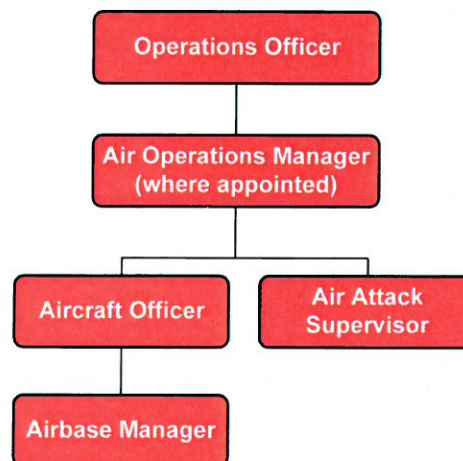 Operations Officer
Air Operations Manager
(where appointed)
Aircraft Officer
Air Attack
Supervisor
Airbase Manager